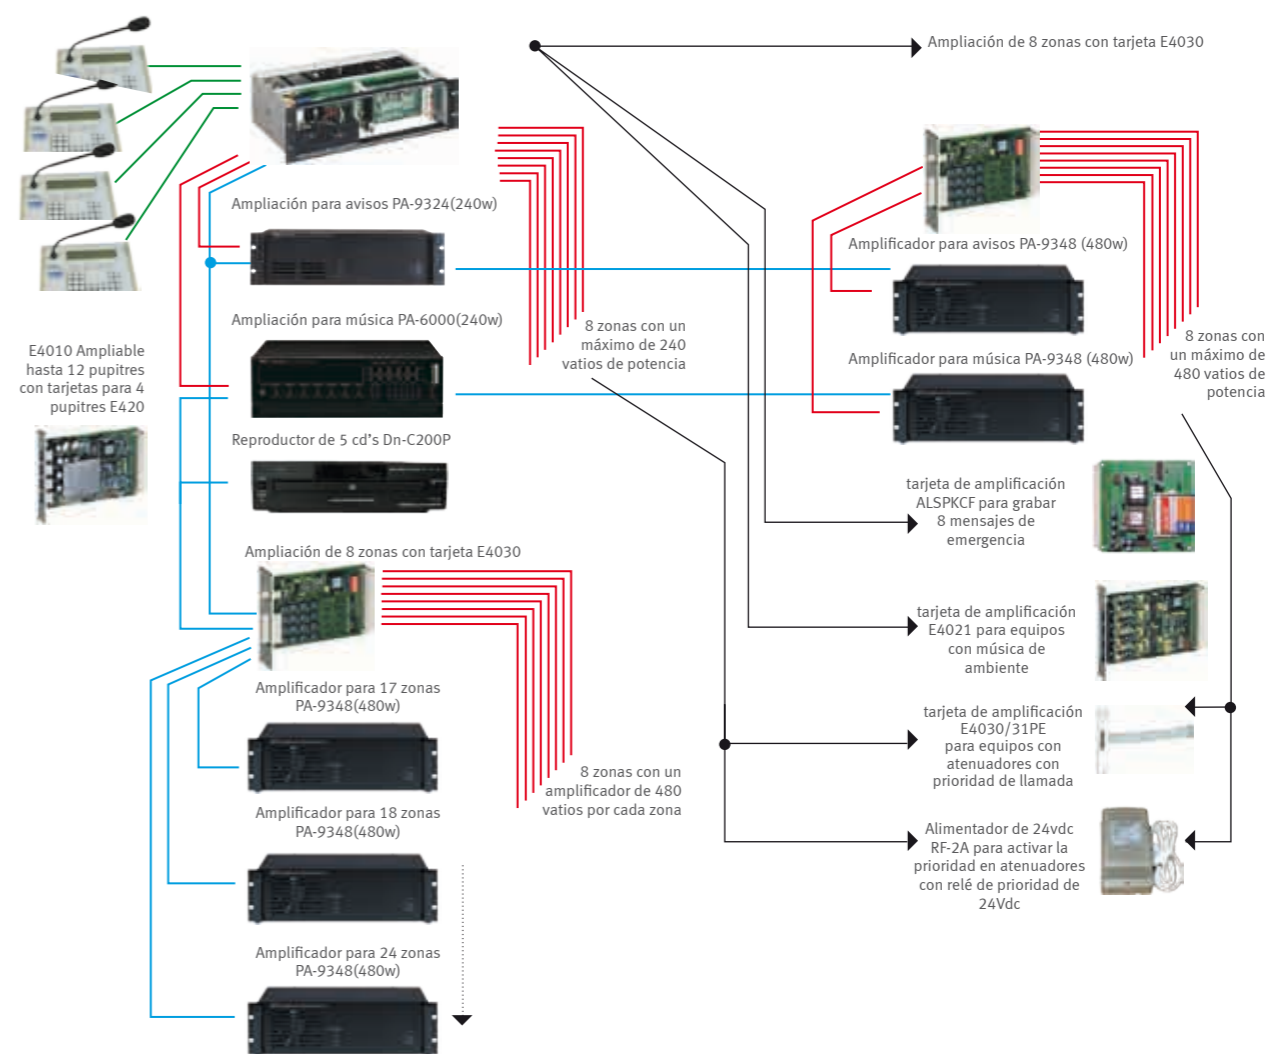 Ampliación de 8 zonas con tarjeta E4030
Ampliación para avisos PA-9324(240w)
Ampliación para música PA-6000(240w)
8 zonas con un
máximo de 240
vatios de potencia
E4010 Ampliable
hasta 12 pupitres
con tarjetas para 4
pupitres E420
Reproductor de 5 cd's Dn-C200P
Ampliación de 8 zonas con tarjeta E4030
Amplificador para 17 zonas
PA-9348(480w)
8 zonas con un
amplificador de 480
vatios por cada zona
Amplificador para 18 zonas
PA-9348(480w)
Amplificador para 24 zonas
PA-9348(480w)
Amplificador para avisos PA-9348 (480w)
Amplificador para música PA-9348 (480w)
8 zonas con
un máximo de
480 vatios de
potencia
tarjeta de amplificación
ALSPKCF para grabar
8 mensajes de
emergencia
tarjeta de amplificación
E4021 para equipos
con música de
ambiente
tarjeta de amplificación
E4030/31PE
para equipos con
atenuadores con
prioridad de llamada
Alimentador de 24vdc
RF-2A para activar la
prioridad en atenuadores
con relé de prioridad de
24Vdc